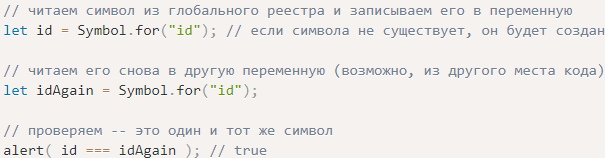 // читаем символ из глобального реестра и записываем его в переменную
let id = Symbol.for("id"); // если символа не существует, он будет создан
// читаем его снова в другую переменную (возможно, из другого места кода)
let idAgain = Symbol.for("id");
// проверяем -- это один и тот же символ
alert( id === idAgain ); // true